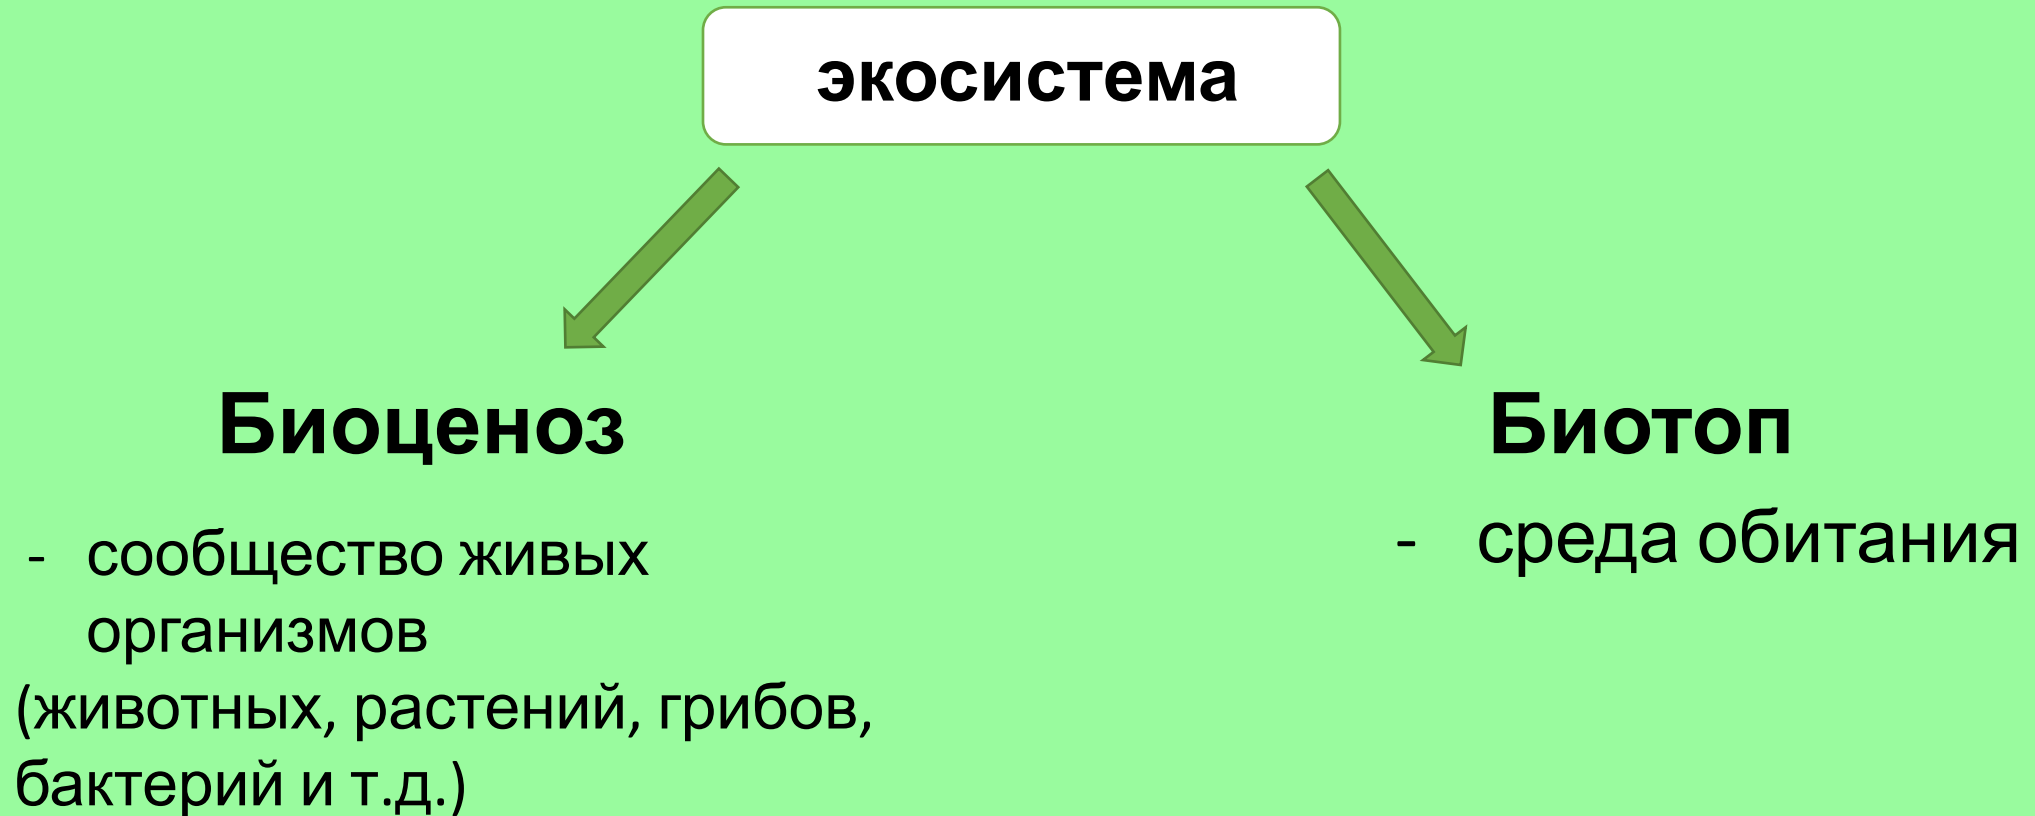 экосистема
Биоценоз
- сообщество живых
организмов
(животных, растений, грибов,
бактерий и т.д.)
Биотоп
- среда обитания